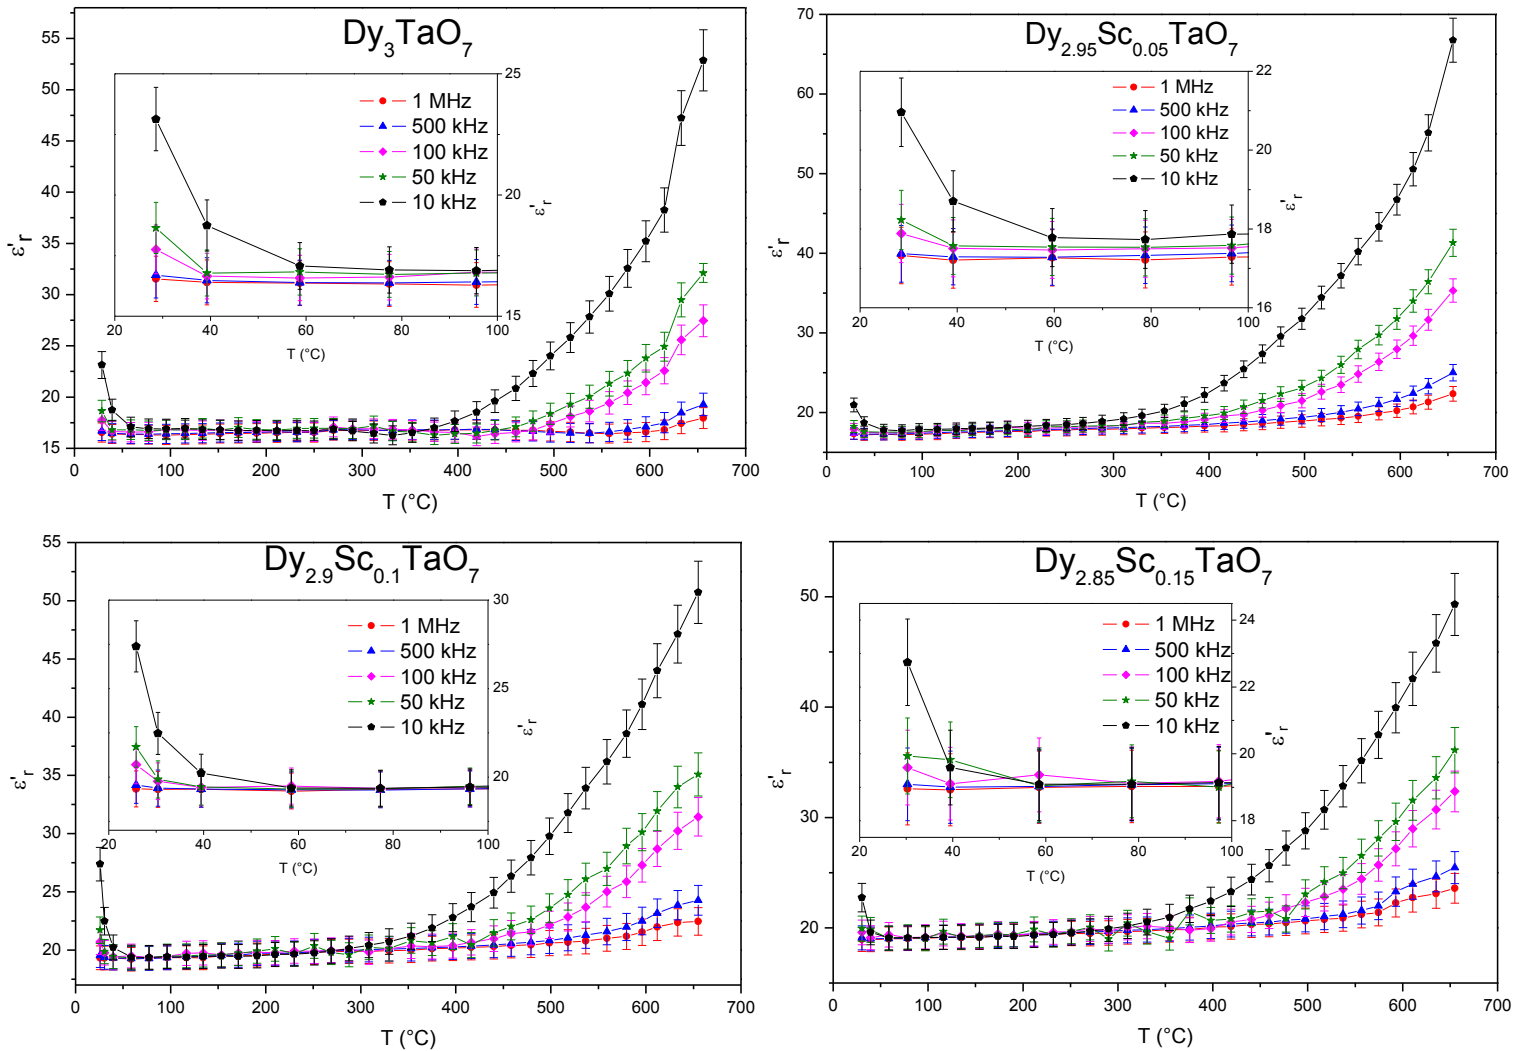 Dy3TaO7
55
50
45
40
35
30
25
20
15
ε'r
0
100
200
300
400
500
600
700
T (°C)
1 MHz
500 kHz
100 kHz
50 kHz
10 kHz
25
20
15
ε'r
20
40
60
80
100
T (°C)
Dy2.95Sc0.05TaO7
70
60
50
40
30
20
ε'r
0
100
200
300
400
500
600
700
T (°C)
1 MHz
500 kHz
100 kHz
50 kHz
10 kHz
22
20
18
16
ε'r
20
40
60
80
100
T (°C)
Dy2.9Sc0.1TaO7
55
50
45
40
35
30
25
20
ε'r
0
100
200
300
400
500
600
700
T (°C)
1 MHz
500 kHz
100 kHz
50 kHz
10 kHz
30
25
20
ε'r
20
40
60
80
100
T (°C)
Dy2.85Sc0.15TaO7
50
40
30
20
ε'r
0
100
200
300
400
500
600
700
T (°C)
1 MHz
500 kHz
100 kHz
50 kHz
10 kHz
24
22
20
18
ε'r
20
40
60
80
100
T (°C)